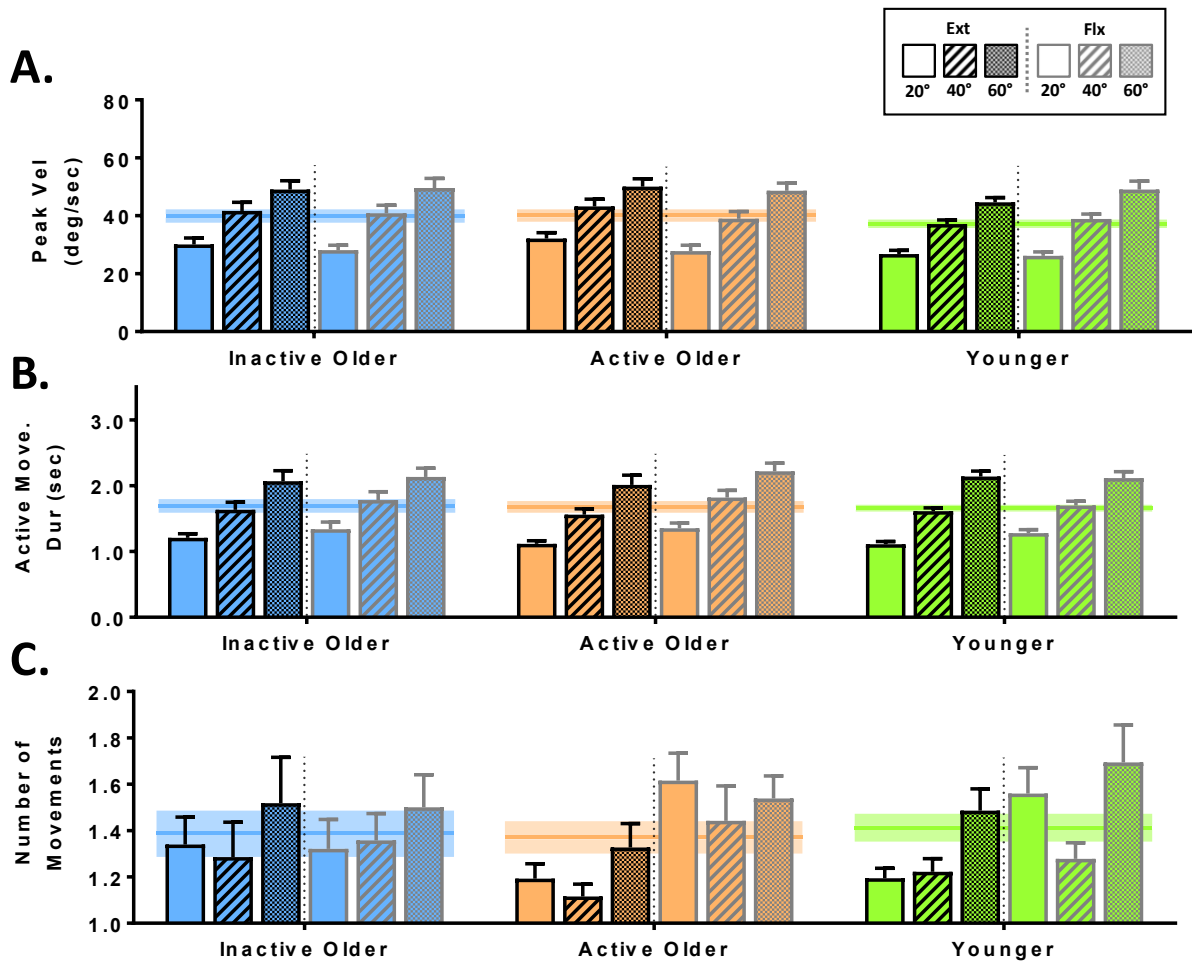 Ext Flx
20° 40° 60° 20° 40° 60°
A.
Peak Vel
(deg/sec)
80
60
40
20
0
Inactive Older Active Older Younger
B.
Active Move.
Dur (sec)
3.0
2.0
1.0
0.0
Inactive Older Active Older Younger
C.
Number of
Movements
2.0
1.8
1.6
1.4
1.2
1.0
Inactive Older Active Older Younger